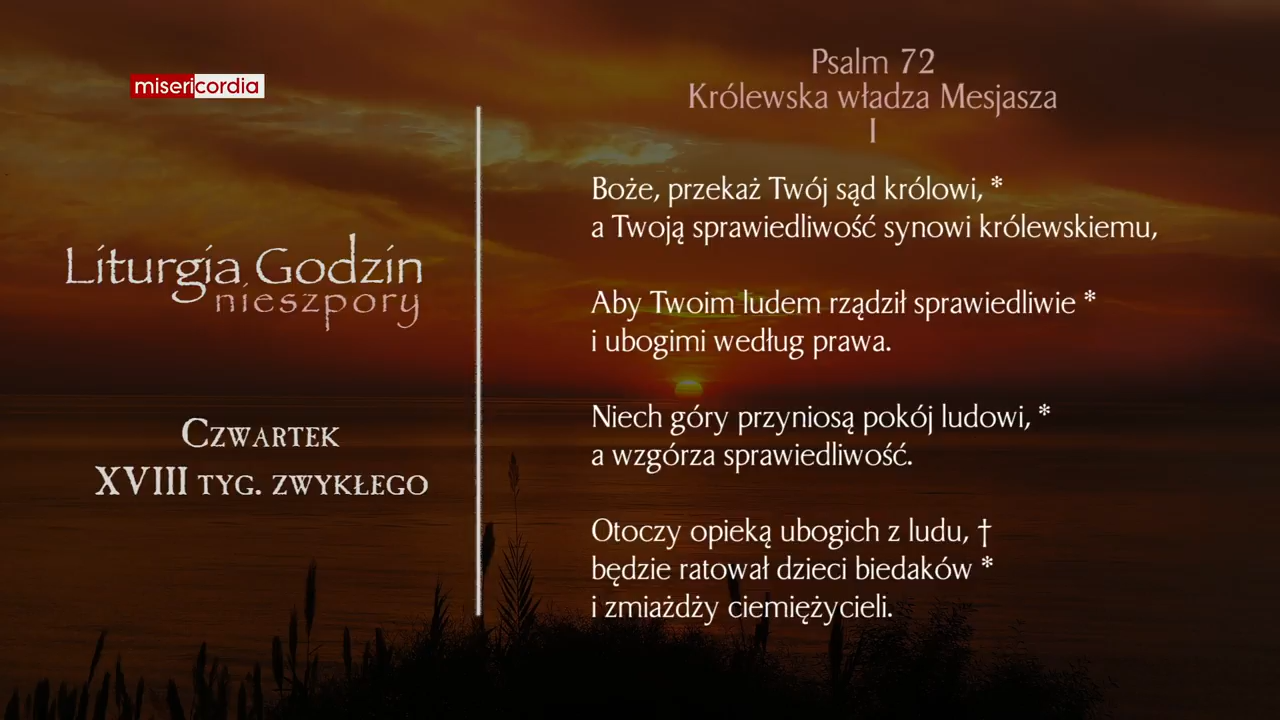 misericordia
Liturgia Godzin
nieszpory
Czwartek
XVIII tyg. zwykłego
Psalm 72
Królewska władza Mesjasza
I
Boże, przekaż Twój sąd królowi, *
a Twoją sprawiedliwość synowi królewskiemu,
Aby Twoim ludem rządził sprawiedliwie *
i ubogimi według prawa.
Niech góry przyniosą pokój ludowi, *
a wzgórza sprawiedliwość.
Otoczy opieką ubogich z ludu, †
będzie ratował dzieci biedaków *
i zmiażdży ciemiężycieli.